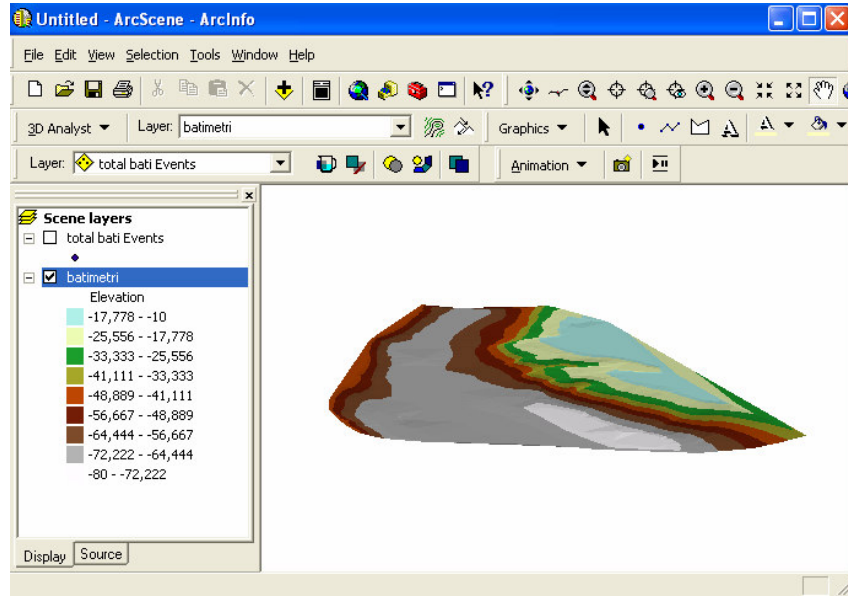 Untitled - ArcScene - ArcInfo
File Edit View Selection Tools Window Help
3D Analyst Layer: batimetri Graphics A A
Layer: total bati Events Animation
Scene layers
total bati Events
batimetri
Elevation
-17,778 - -10
-25,556 - -17,778
-33,333 - -25,556
-41,111 - -33,333
-48,889 - -41,111
-56,667 - -48,889
-64,444 - -56,667
-72,222 - -64,444
-80 - -72,222
Display Source